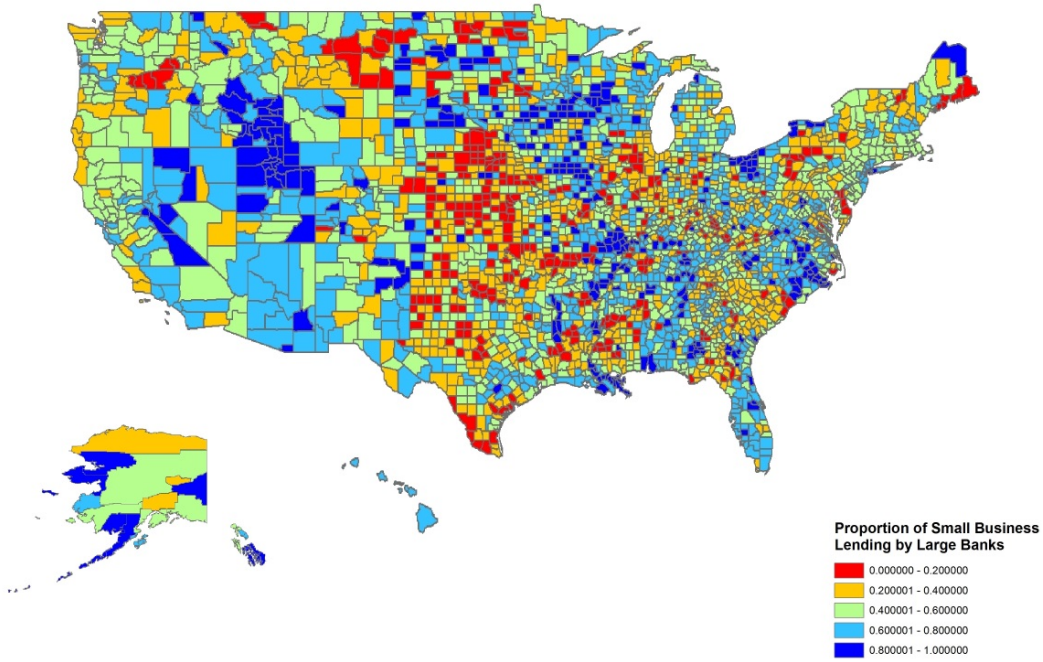 Proportion of Small Business
Lending by Large Banks
0.000000 - 0.200000
0.200001 - 0.400000
0.400001 - 0.600000
0.600001 - 0.800000
0.800001 - 1.000000